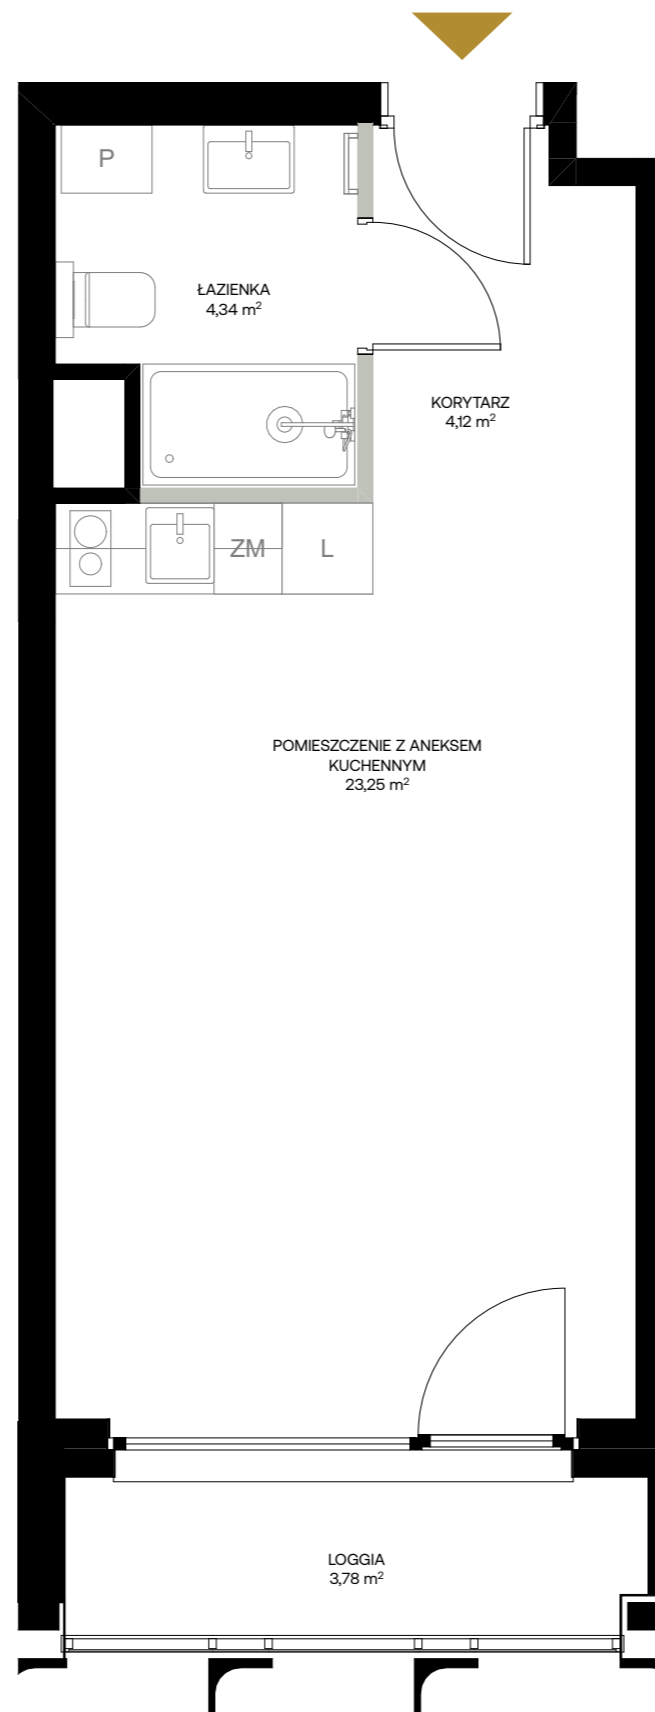 P
ŁAZIENKA
4,34 m²
KORYTARZ
4,12 m²
ZM
L
POMIESZCZENIE Z ANEKSEM
KUCHENNYM
23,25 m²
LOGGIA
3,78 m²